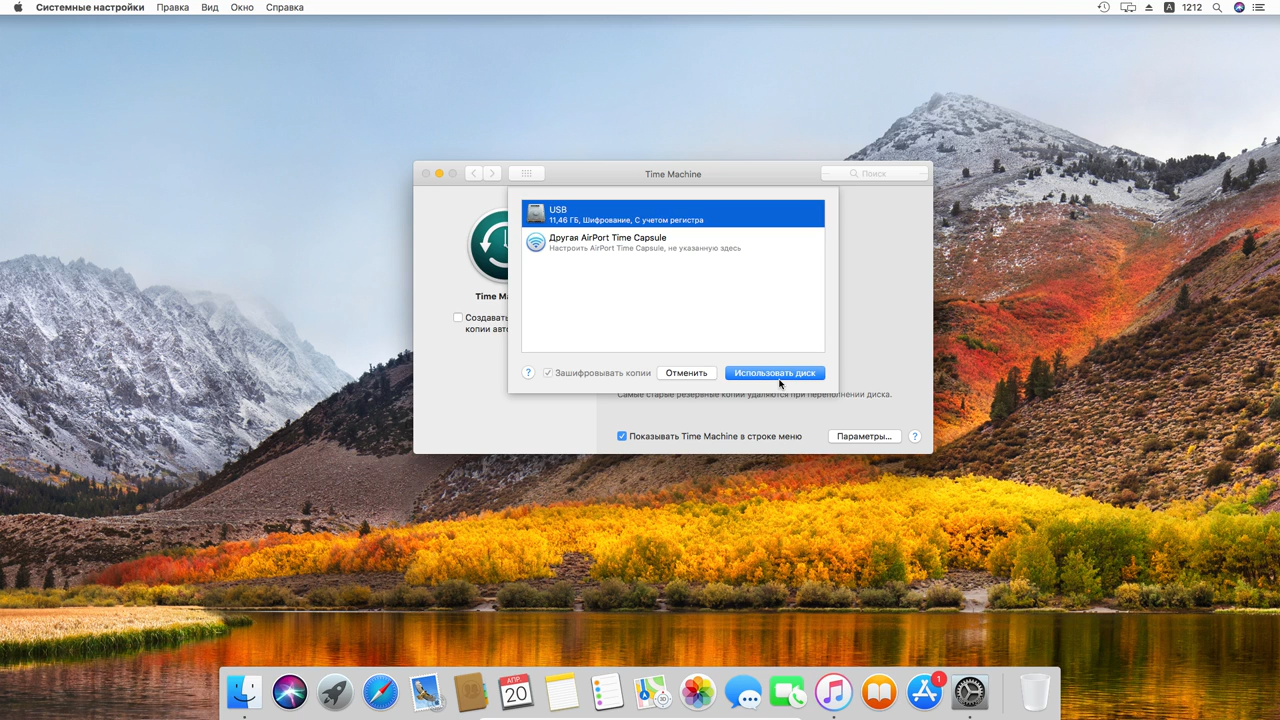 Системные настройки Правка Вид Окно Справка
A 1212
Time Machine
Поиск
USB
11,46 ГБ, Шифрование, С учетом регистра
Другая AirPort Time Capsule
Настроить AirPort Time Capsule, не указанную здесь
Time Ma
Создавать
копии авто
? Зашифровывать копии Отменить Использовать диск
Самые старые резервные копии удаляются при переполнении диска.
Показывать Time Machine в строке меню Параметры... ?
АПР.
20
3D
1